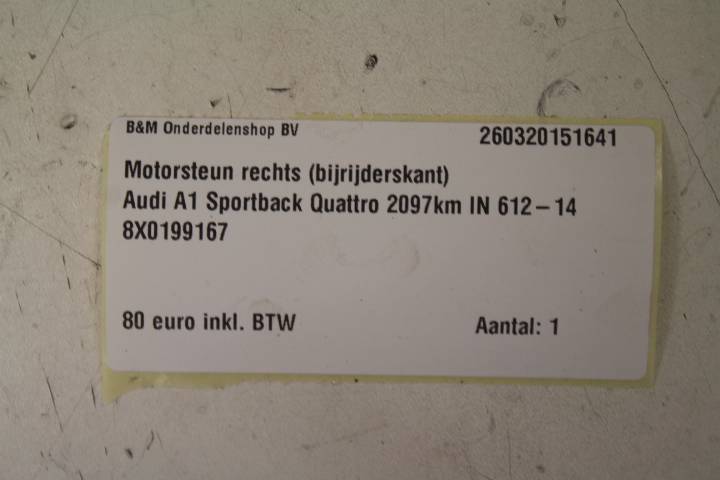 B&M Onderdelenshop BV 260320151641
Motorsteun rechts (bijrijderskant)
Audi A1 Sportback Quattro 2097km IN 612-14
8X0199167
80 euro inkl. BTW Aantal: 1